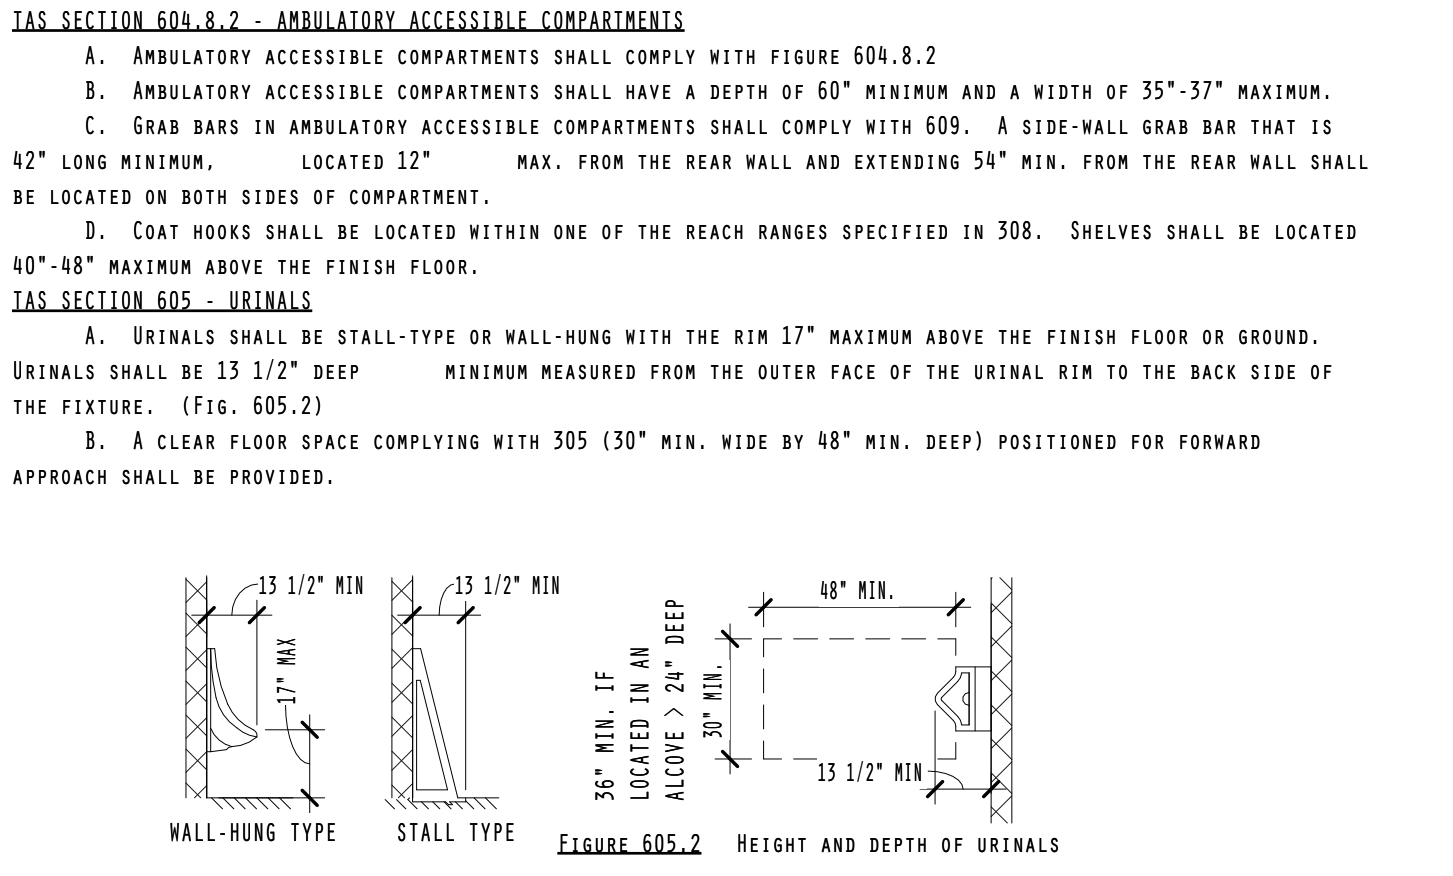 TAS SECTION 604.8.2 - AMBULATORY ACCESSIBLE COMPARTMENTS
A. AMBULATORY ACCESSIBLE COMPARTMENTS SHALL COMPLY WITH FIGURE 604.8.2
B. AMBULATORY ACCESSIBLE COMPARTMENTS SHALL HAVE A DEPTH OF 60" MINIMUM AND A WIDTH OF 35"-37" MAXIMUM.
C. GRAB BARS IN AMBULATORY ACCESSIBLE COMPARTMENTS SHALL COMPLY WITH 609. A SIDE-WALL GRAB BAR THAT IS
42" LONG MINIMUM, LOCATED 12" MAX. FROM THE REAR WALL AND EXTENDING 54" MIN. FROM THE REAR WALL SHALL
BE LOCATED ON BOTH SIDES OF COMPARTMENT.
D. COAT HOOKS SHALL BE LOCATED WITHIN ONE OF THE REACH RANGES SPECIFIED IN 308. SHELVES SHALL BE LOCATED
40"-48" MAXIMUM ABOVE THE FINISH FLOOR.
TAS SECTION 605 - URINALS
A. URINALS SHALL BE STALL-TYPE OR WALL-HUNG WITH THE RIM 17" MAXIMUM ABOVE THE FINISH FLOOR OR GROUND.
URINALS SHALL BE 13 1/2" DEEP MINIMUM MEASURED FROM THE OUTER FACE OF THE URINAL RIM TO THE BACK SIDE OF
THE FIXTURE. (FIG. 605.2)
B. A CLEAR FLOOR SPACE COMPLYING WITH 305 (30" MIN. WIDE BY 48" MIN. DEEP) POSITIONED FOR FORWARD
APPROACH SHALL BE PROVIDED.
13 1/2" MIN
17" MAX
WALL-HUNG TYPE
13 1/2" MIN
STALL TYPE
36" MIN. IF
LOCATED IN AN
ALCOVE > 24" DEEP
30" MIN.
48" MIN.
13 1/2" MIN
FIGURE 605.2 HEIGHT AND DEPTH OF URINALS